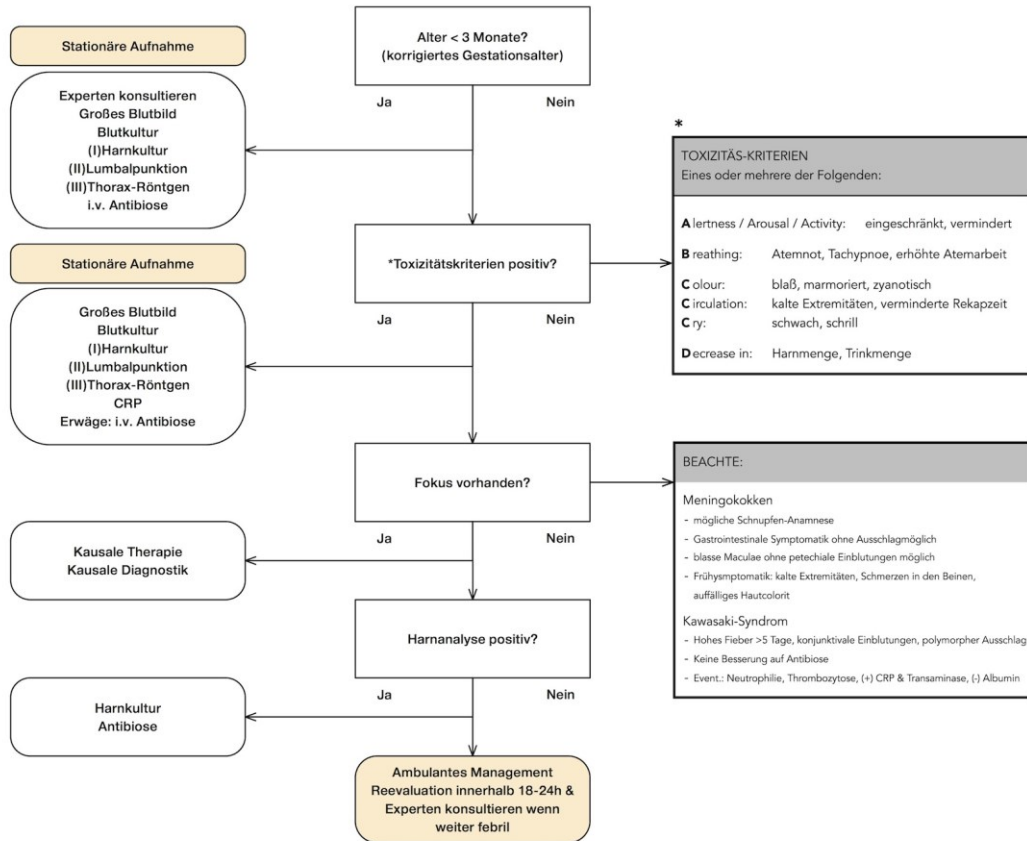 Alter < 3 Monate?
(korrigiertes Gestationsalter)
Ja
Nein
Stationäre Aufnahme
Experten konsultieren
Großes Blutbild
Blutkultur
(I)Harnkultur
(II)Lumbalpunktion
(III)Thorax-Röntgen
i.v. Antibiose
*Toxizitätskriterien positiv?
Ja
Nein
*
TOXIZITÄS-KRITERIEN
Eines oder mehrere der Folgenden:
Alertness / Arousal / Activity: eingeschränkt, vermindert
Breathing: Atemnot, Tachypnoe, erhöhte Atemarbeit
Colour: blaß, marmoriert, zyanotisch
Circulation: kalte Extremitäten, verminderte Rekapzeit
Cry: schwach, schrill
Decrease in: Harnmenge, Trinkmenge
Stationäre Aufnahme
Großes Blutbild
Blutkultur
(I)Harnkultur
(II)Lumbalpunktion
(III)Thorax-Röntgen
CRP
Erwäge: i.v. Antibiose
Fokus vorhanden?
Ja
Nein
BEACHTE:
Meningokokken
- mögliche Schnupfen-Anamnese
- Gastrointestinale Symptomatik ohne Ausschlagmöglich
- blasse Maculae ohne petechiale Einblutungen möglich
- Frühysmptomatik: kalte Extremitäten, Schmerzen in den Beinen,
auffälliges Hautcolorit
Kawasaki-Syndrom
- Hohes Fieber >5 Tage, konjunktivale Einblutungen, polymorpher Ausschlag
- Keine Besserung auf Antibiose
- Event.: Neutrophilie, Thrombozytose, (+) CRP & Transaminase, (-) Albumin
Kausale Therapie
Kausale Diagnostik
Harnanalyse positiv?
Ja
Nein
Harnkultur
Antibiose
Ambulantes Management
Reevaluation innerhalb 18-24h &
Experten konsultieren wenn
weiter febril